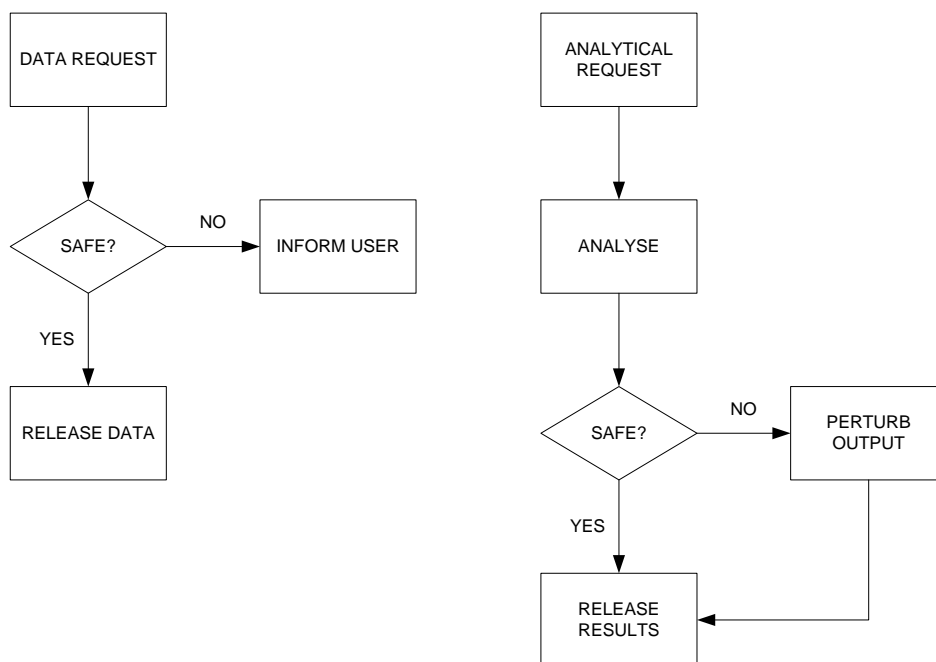 DATA REQUEST
SAFE?
NO
INFORM USER
YES
RELEASE DATA
ANALYTICAL
REQUEST
ANALYSE
SAFE?
NO
PERTURB
OUTPUT
YES
RELEASE
RESULTS